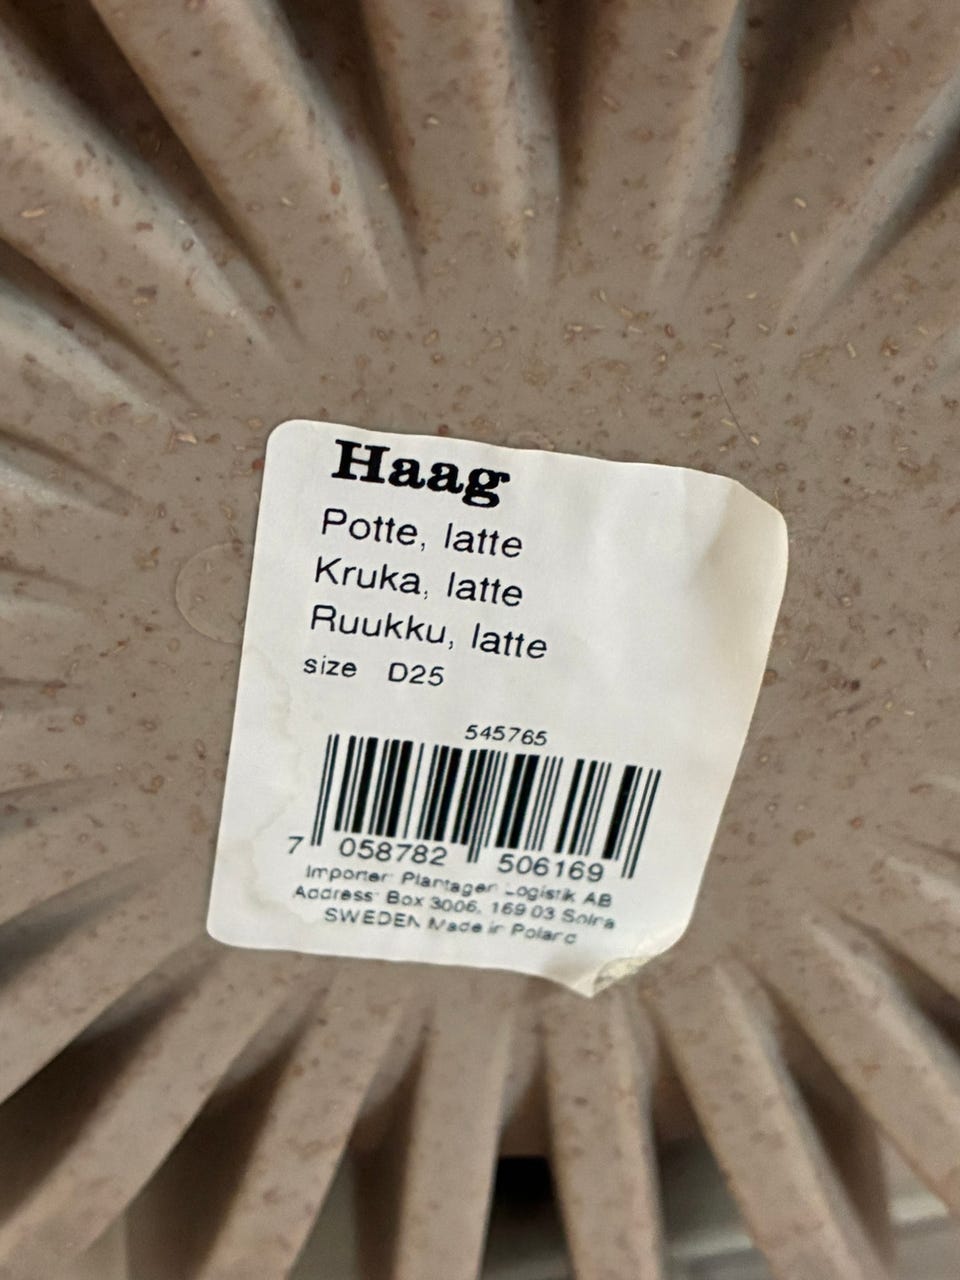 Haag
Potte, latte
Kruka, latte
Ruukku, latte
size D25
545765
7 058782 506169
Importer: Plantagen Logistik AB
Address: Box 3006, 169 03 Solna
SWEDEN Made in Poland